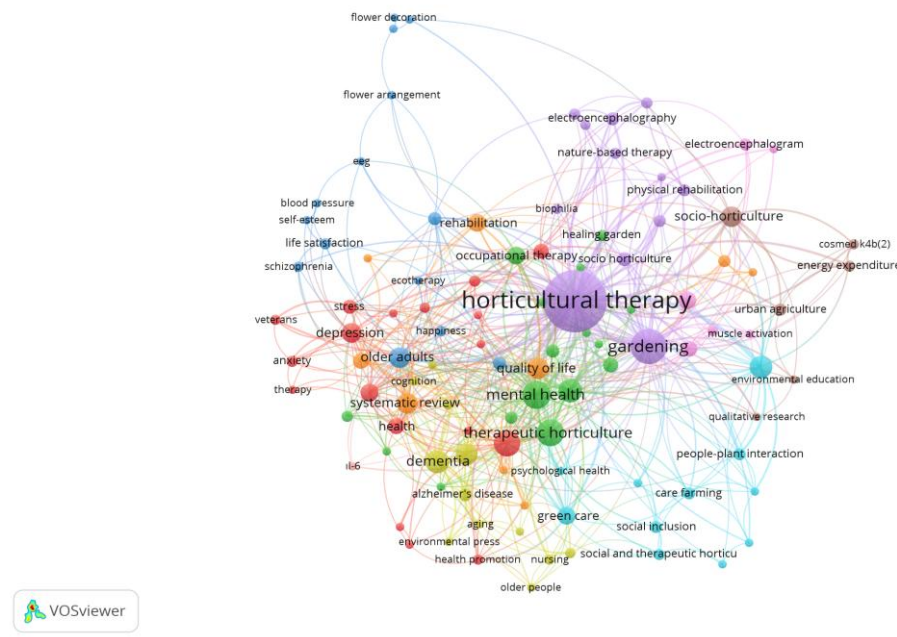 flower decoration
flower arrangement
electroencephalography
electroencephalogram
nature-based therapy
eeg
physical rehabilitation
blood pressure
biophilia
self-esteem
rehabilitation
socio-horticulture
healing garden
life satisfaction
cosmed k4b(2)
occupational therapy
socio horticulture
schizophrenia
energy expenditure
ecotherapy
horticultural therapy
stress
urban agriculture
veterans
depression
happiness
muscle activation
gardening
older adults
anxiety
quality of life
cognition
environmental education
therapy
mental health
systematic review
qualitative research
health
therapeutic horticulture
people-plant interaction
dementia
il-6
psychological health
alzheimer's disease
care farming
green care
aging
social inclusion
environmental press
health promotion
nursing
social and therapeutic horticu
older people
VOSviewer